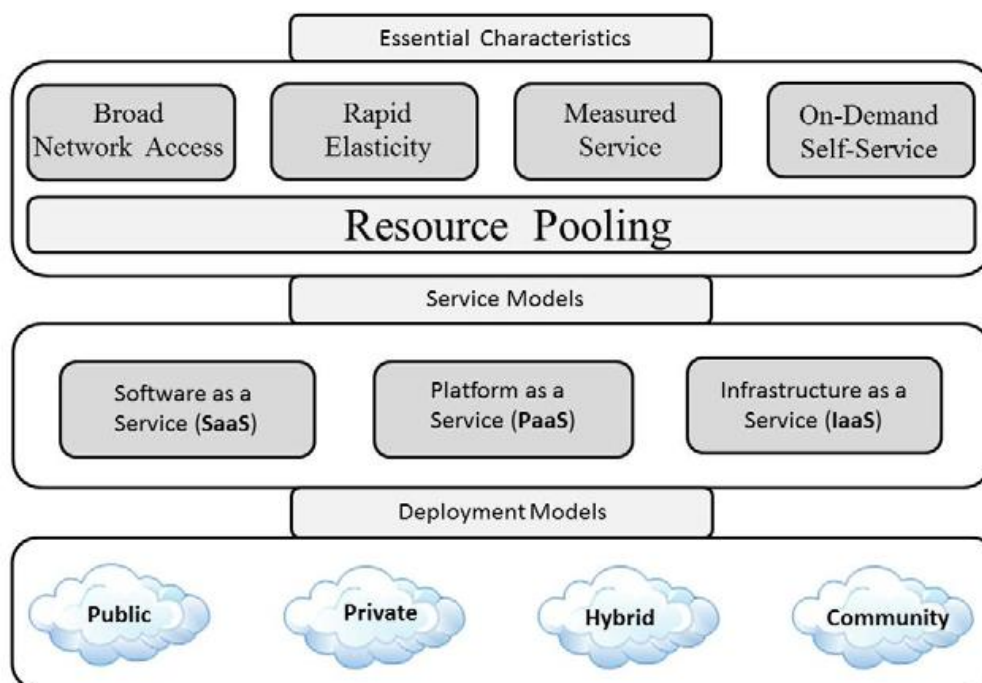 Essential Characteristics
Broad
Network Access
Rapid
Elasticity
Measured
Service
On-Demand
Self-Service
Resource Pooling
Service Models
Software as a
Service (SaaS)
Platform as a
Service (PaaS)
Infrastructure as a
Service (IaaS)
Deployment Models
Public
Private
Hybrid
Community